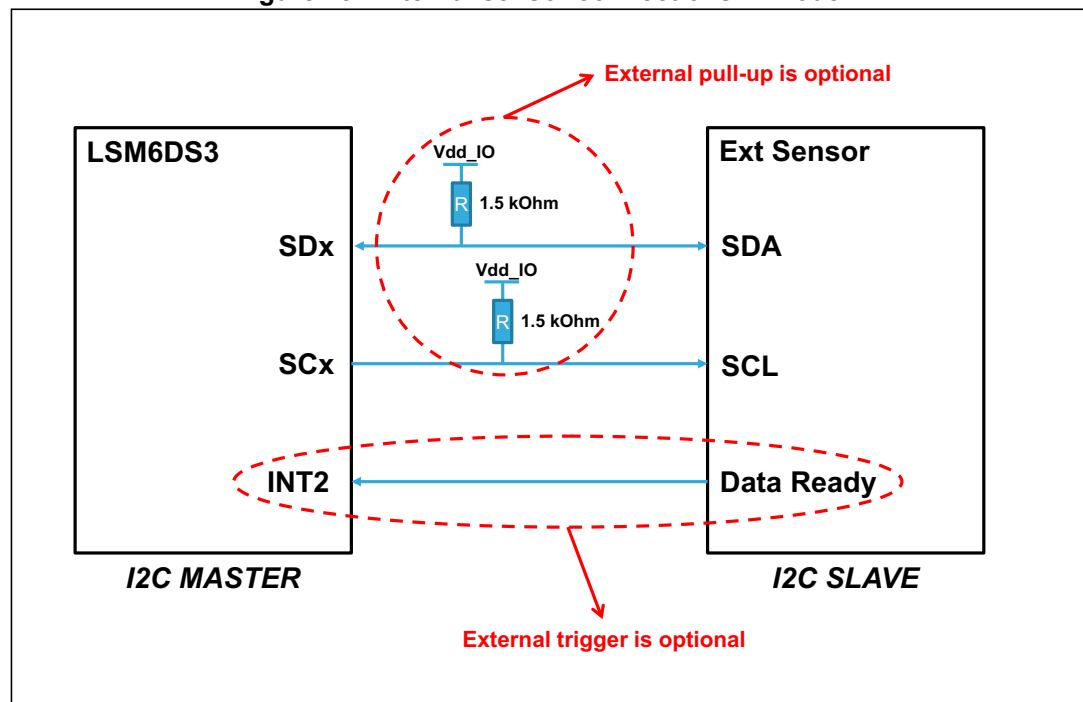 External pull-up is optional
LSM6DS3
Ext Sensor
Vdd_IO
R
1.5 kOhm
SDx
SDA
Vdd_IO
R
1.5 kOhm
SCx
SCL
INT2
Data Ready
I2C MASTER
I2C SLAVE
External trigger is optional